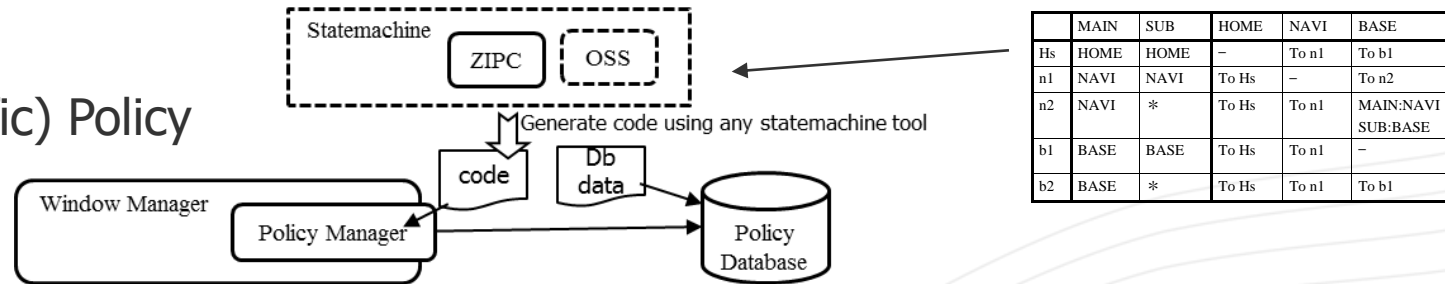 Statemachine
ZIPC
OSS
ic) Policy
Generate code using any statemachine tool
code
Db
data
Window Manager
Policy Manager
Policy
Database
MAIN SUB HOME NAVI BASE
Hs HOME HOME − To n1 To b1
n1 NAVI NAVI To Hs − To n2
n2 NAVI * To Hs To n1 MAIN:NAVI
SUB:BASE
b1 BASE BASE To Hs To n1 −
b2 BASE * To Hs To n1 To b1